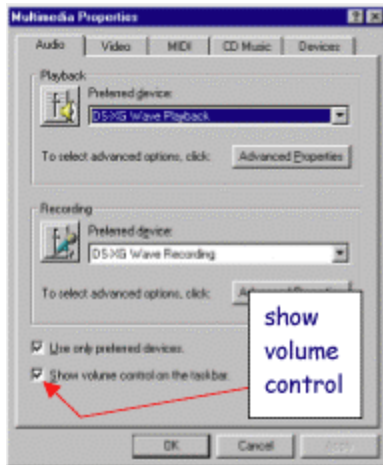 Multimedia Properties
Audio Video MIDI CD Music Devices
Playback
Preferred device:
DS-XG Wave Playback
To select advanced options, click: Advanced Properties
Recording
Preferred device:
DS-XG Wave Recording
To select advanced options, click:
Use only preferred devices.
Show volume control on the taskbar.
show
volume
control
OK Cancel Apply